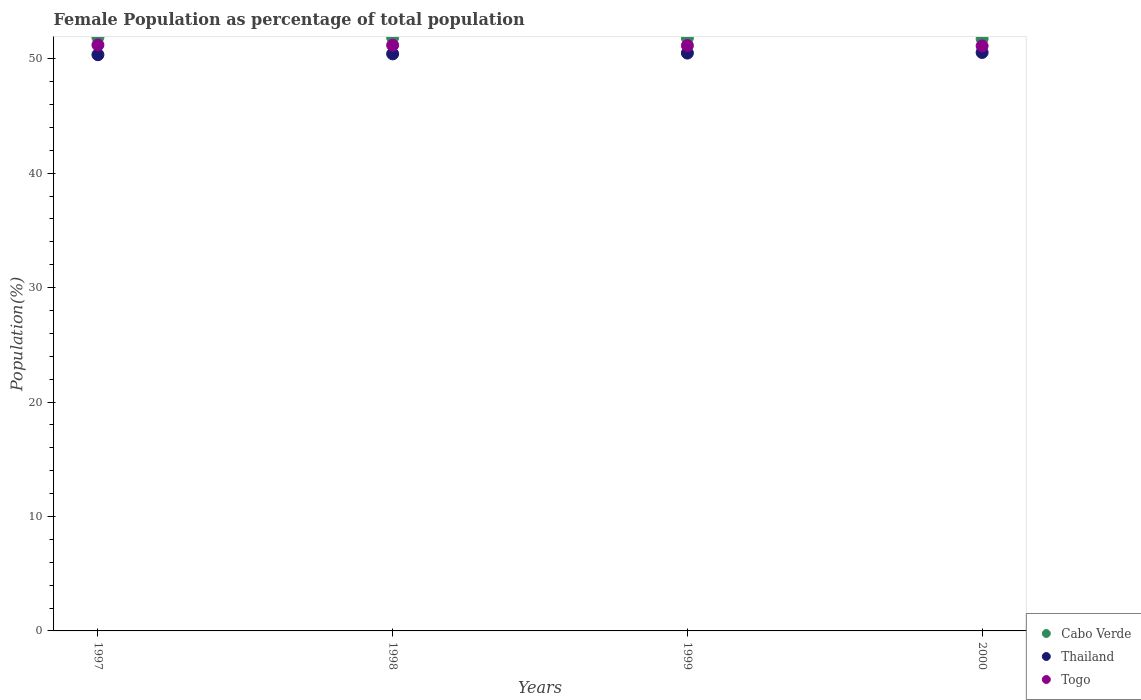 Female Population as percentage of total population
Population(%)
50
40
30
20
10
0
1997
1998
1999
2000
Years
Cabo Verde
Thailand
Togo